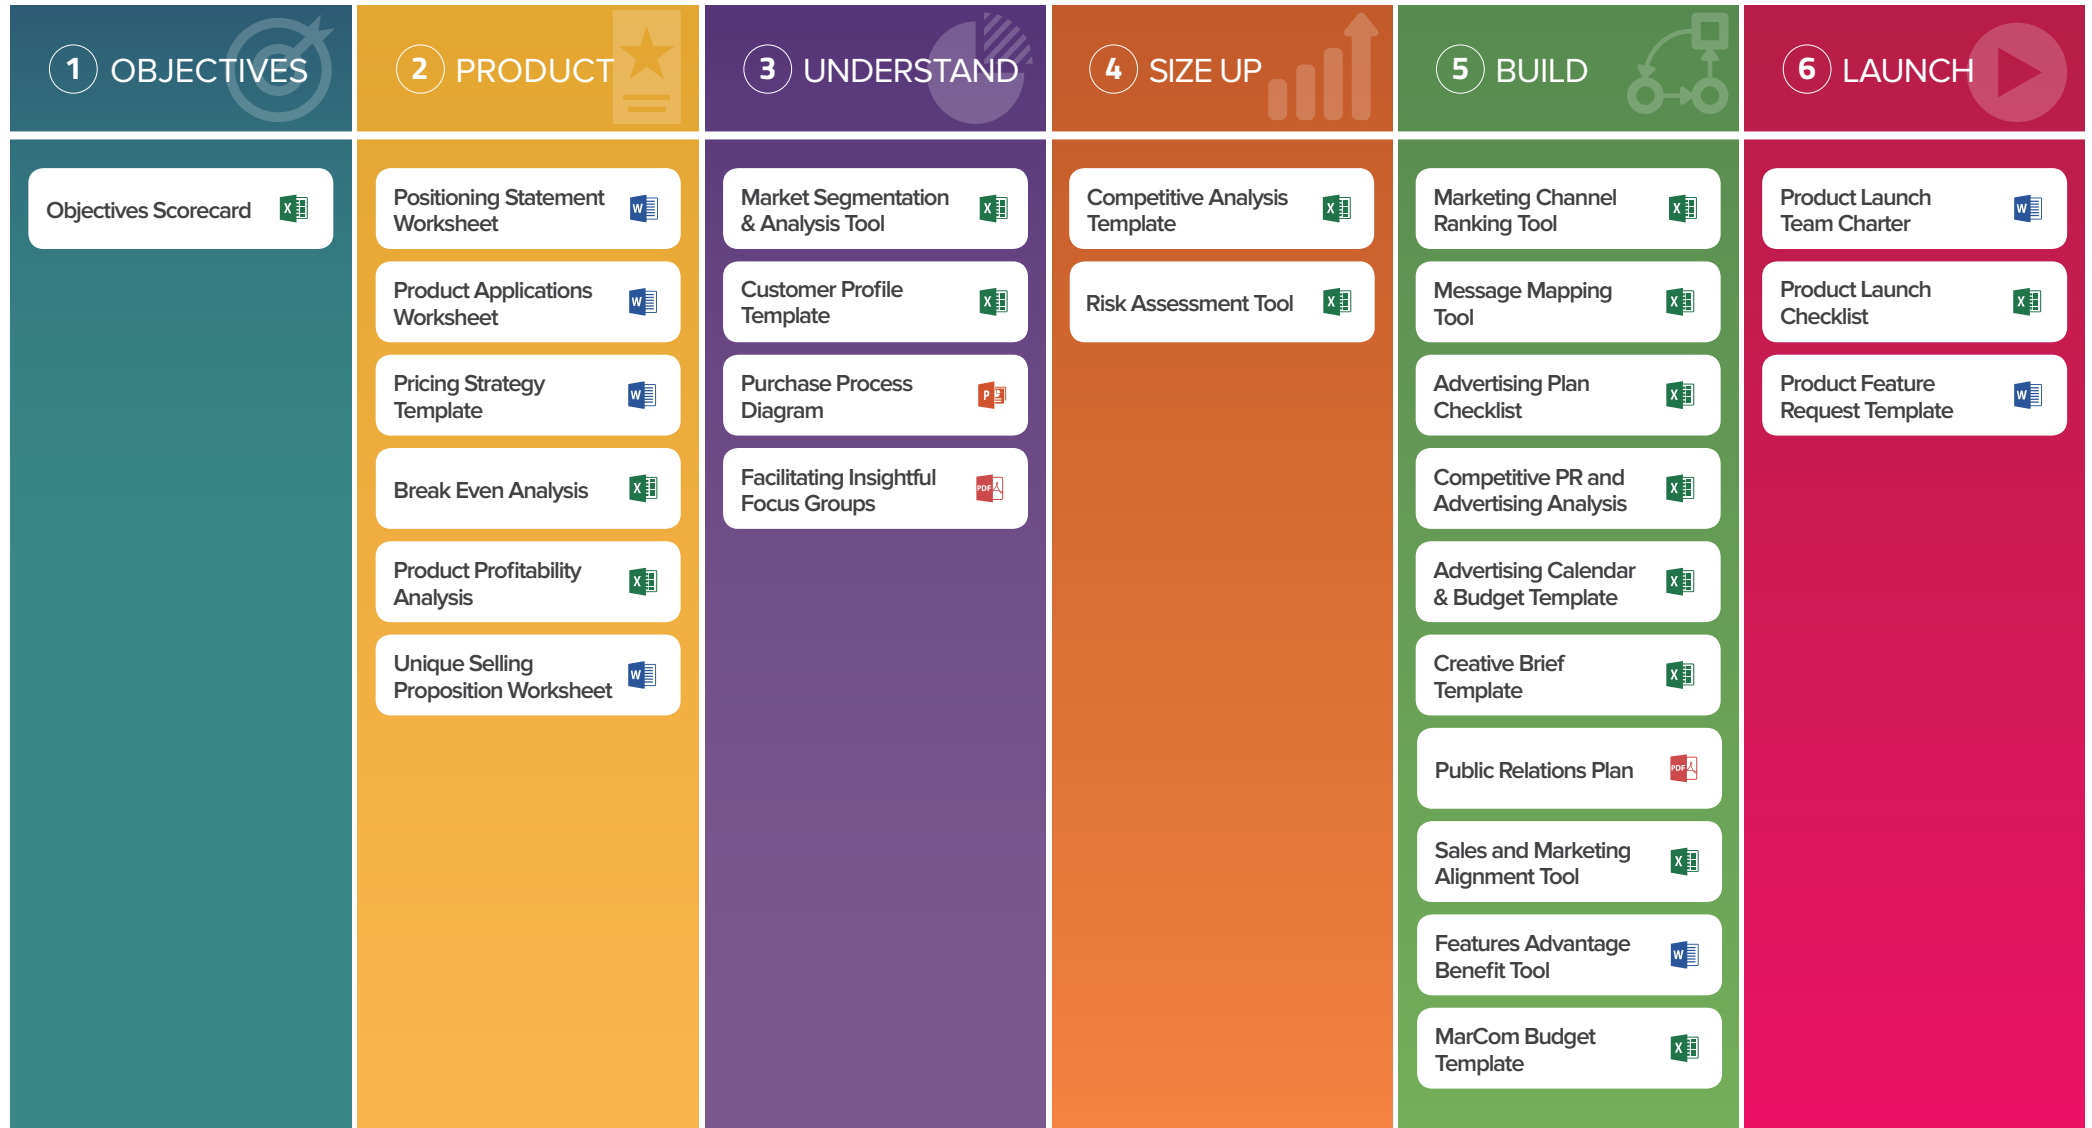 1 OBJECTIVES
Objectives Scorecard
X
2 PRODUCT
Positioning Statement
Worksheet
W
Product Applications
Worksheet
W
Pricing Strategy
Template
W
Break Even Analysis
X
Product Profitability
Analysis
X
Unique Selling
Proposition Worksheet
W
3 UNDERSTAND
Market Segmentation
& Analysis Tool
X
Customer Profile
Template
X
Purchase Process
Diagram
P
Facilitating Insightful
Focus Groups
PDF
4 SIZE UP
Competitive Analysis
Template
X
Risk Assessment Tool
X
5 BUILD
Marketing Channel
Ranking Tool
X
Message Mapping
Tool
X
Advertising Plan
Checklist
X
Competitive PR and
Advertising Analysis
X
Advertising Calendar
& Budget Template
X
Creative Brief
Template
X
Public Relations Plan
PDF
Sales and Marketing
Alignment Tool
X
Features Advantage
Benefit Tool
W
MarCom Budget
Template
X
6 LAUNCH
Product Launch
Team Charter
W
Product Launch
Checklist
X
Product Feature
Request Template
W